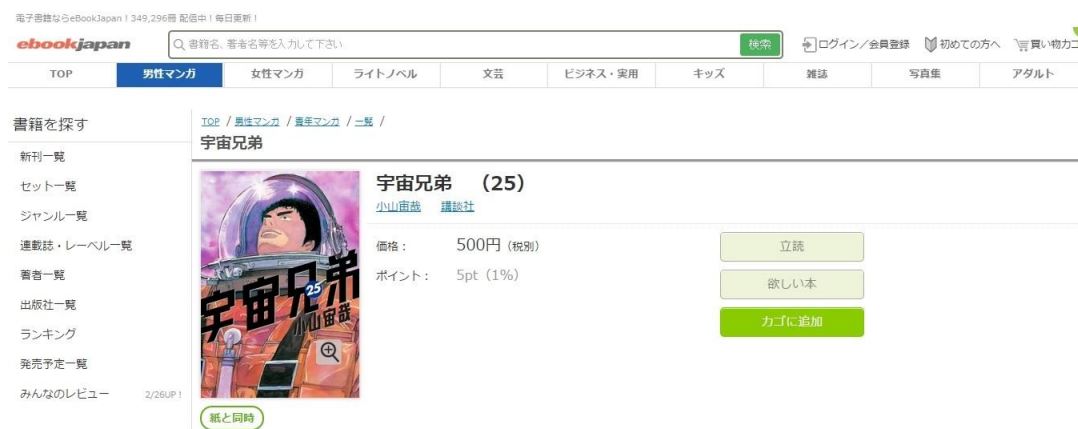 電子書籍ならeBookJapan！349,296冊 配信中！毎日更新！
ebookjapan
書籍名、著者名等を入力して下さい
検索
ログイン／会員登録
初めての方へ
買い物カゴ
TOP 男性マンガ 女性マンガ ライトノベル 文芸 ビジネス・実用 キッズ 雑誌 写真集 アダルト
書籍を探す
新刊一覧
セット一覧
ジャンル一覧
連載誌・レーベル一覧
著者一覧
出版社一覧
ランキング
発売予定一覧
みんなのレビュー 2/26UP！
TOP / 男性マンガ / 青年マンガ / 一覧 /
宇宙兄弟
宇宙兄弟
25
小山宙哉
紙と同時
宇宙兄弟 （25）
小山宙哉 講談社
価格： 500円（税別）
ポイント： 5pt（1%）
立読
欲しい本
カゴに追加